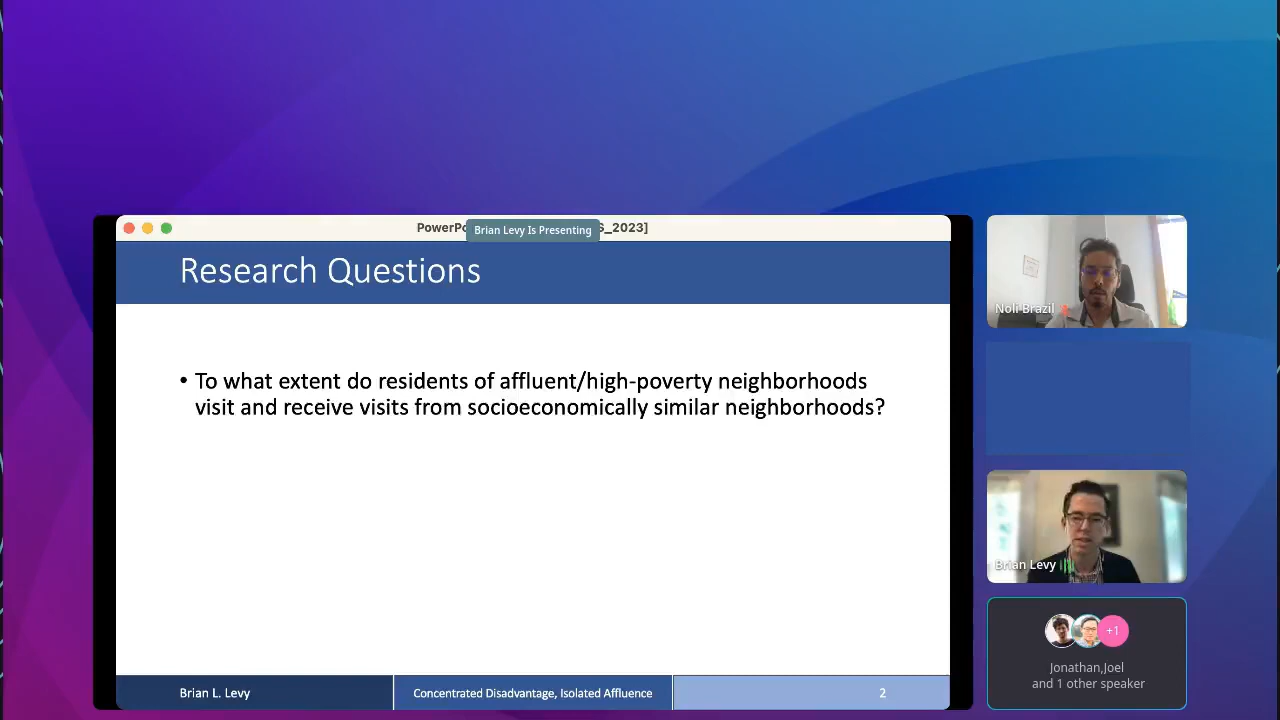 PowerPo
Brian Levy Is Presenting
S_2023]
Research Questions
• To what extent do residents of affluent/high-poverty neighborhoods
visit and receive visits from socioeconomically similar neighborhoods?
Brian L. Levy
Concentrated Disadvantage, Isolated Affluence
2
Noli Brazil
Brian Levy
+1
Jonathan,Joel
and 1 other speaker